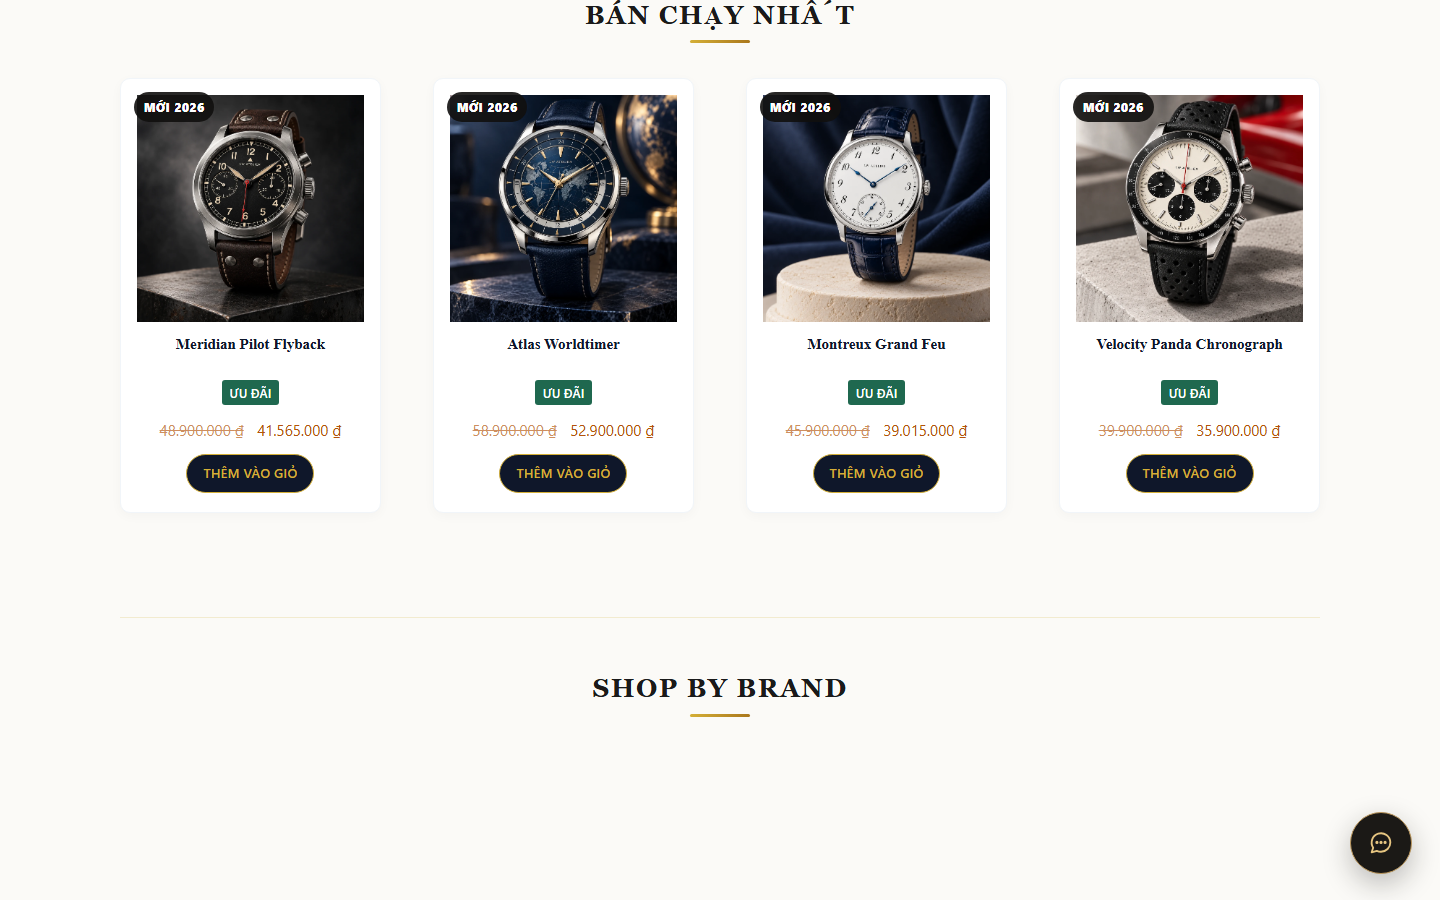 BÁN CHẠY NHẤT
MỚI 2026
MỚI 2026
MỚI 2026
MỚI 2026
Meridian Pilot Flyback
Atlas Worldtimer
Montreux Grand Feu
Velocity Panda Chronograph
ƯU ĐÃI
ƯU ĐÃI
ƯU ĐÃI
ƯU ĐÃI
48.900.000 ₫ 41.565.000 ₫
58.900.000 ₫ 52.900.000 ₫
45.900.000 ₫ 39.015.000 ₫
39.900.000 ₫ 35.900.000 ₫
THÊM VÀO GIỎ
THÊM VÀO GIỎ
THÊM VÀO GIỎ
THÊM VÀO GIỎ
SHOP BY BRAND